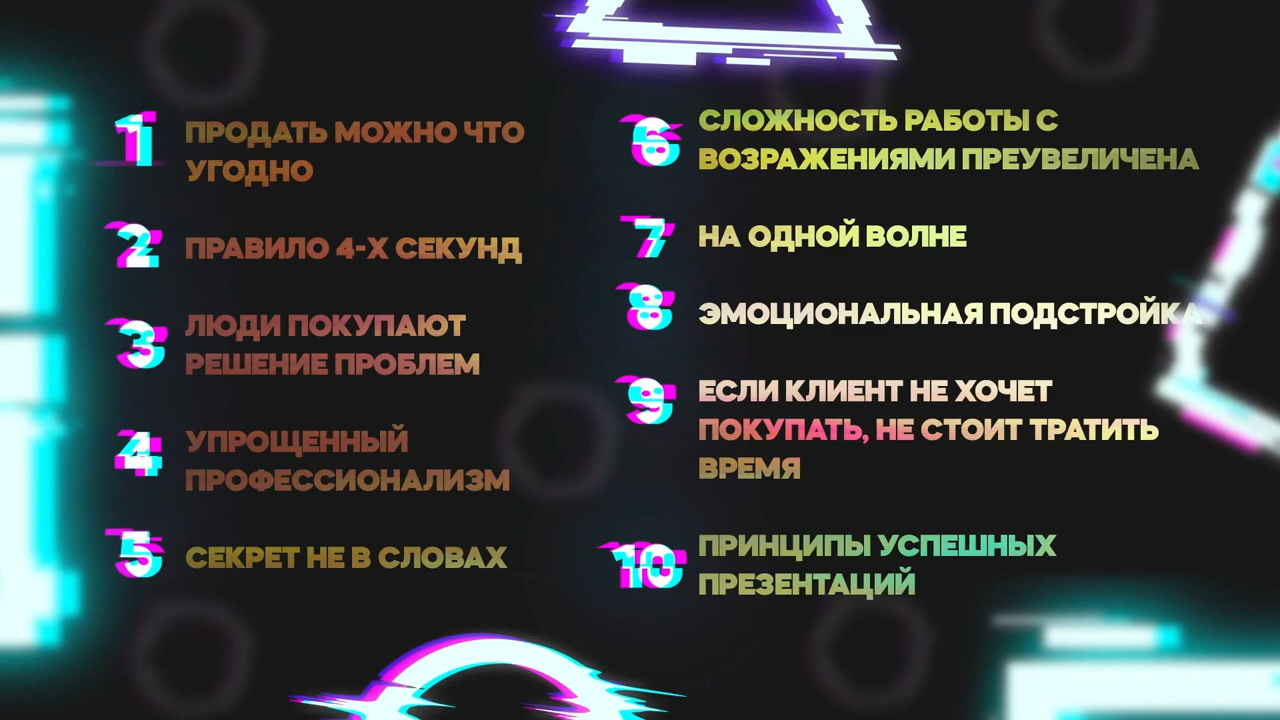 1 ПРОДАТЬ МОЖНО ЧТО
УГОДНО
2 ПРАВИЛО 4-Х СЕКУНД
3 ЛЮДИ ПОКУПАЮТ
РЕШЕНИЕ ПРОБЛЕМ
4 УПРОЩЕННЫЙ
ПРОФЕССИОНАЛИЗМ
5 СЕКРЕТ НЕ В СЛОВАХ
6 СЛОЖНОСТЬ РАБОТЫ С
ВОЗРАЖЕНИЯМИ ПРЕУВЕЛИЧЕНА
7 НА ОДНОЙ ВОЛНЕ
8 ЭМОЦИОНАЛЬНАЯ ПОДСТРОЙКА
9 ЕСЛИ КЛИЕНТ НЕ ХОЧЕТ
ПОКУПАТЬ, НЕ СТОИТ ТРАТИТЬ
ВРЕМЯ
10 ПРИНЦИПЫ УСПЕШНЫХ
ПРЕЗЕНТАЦИЙ